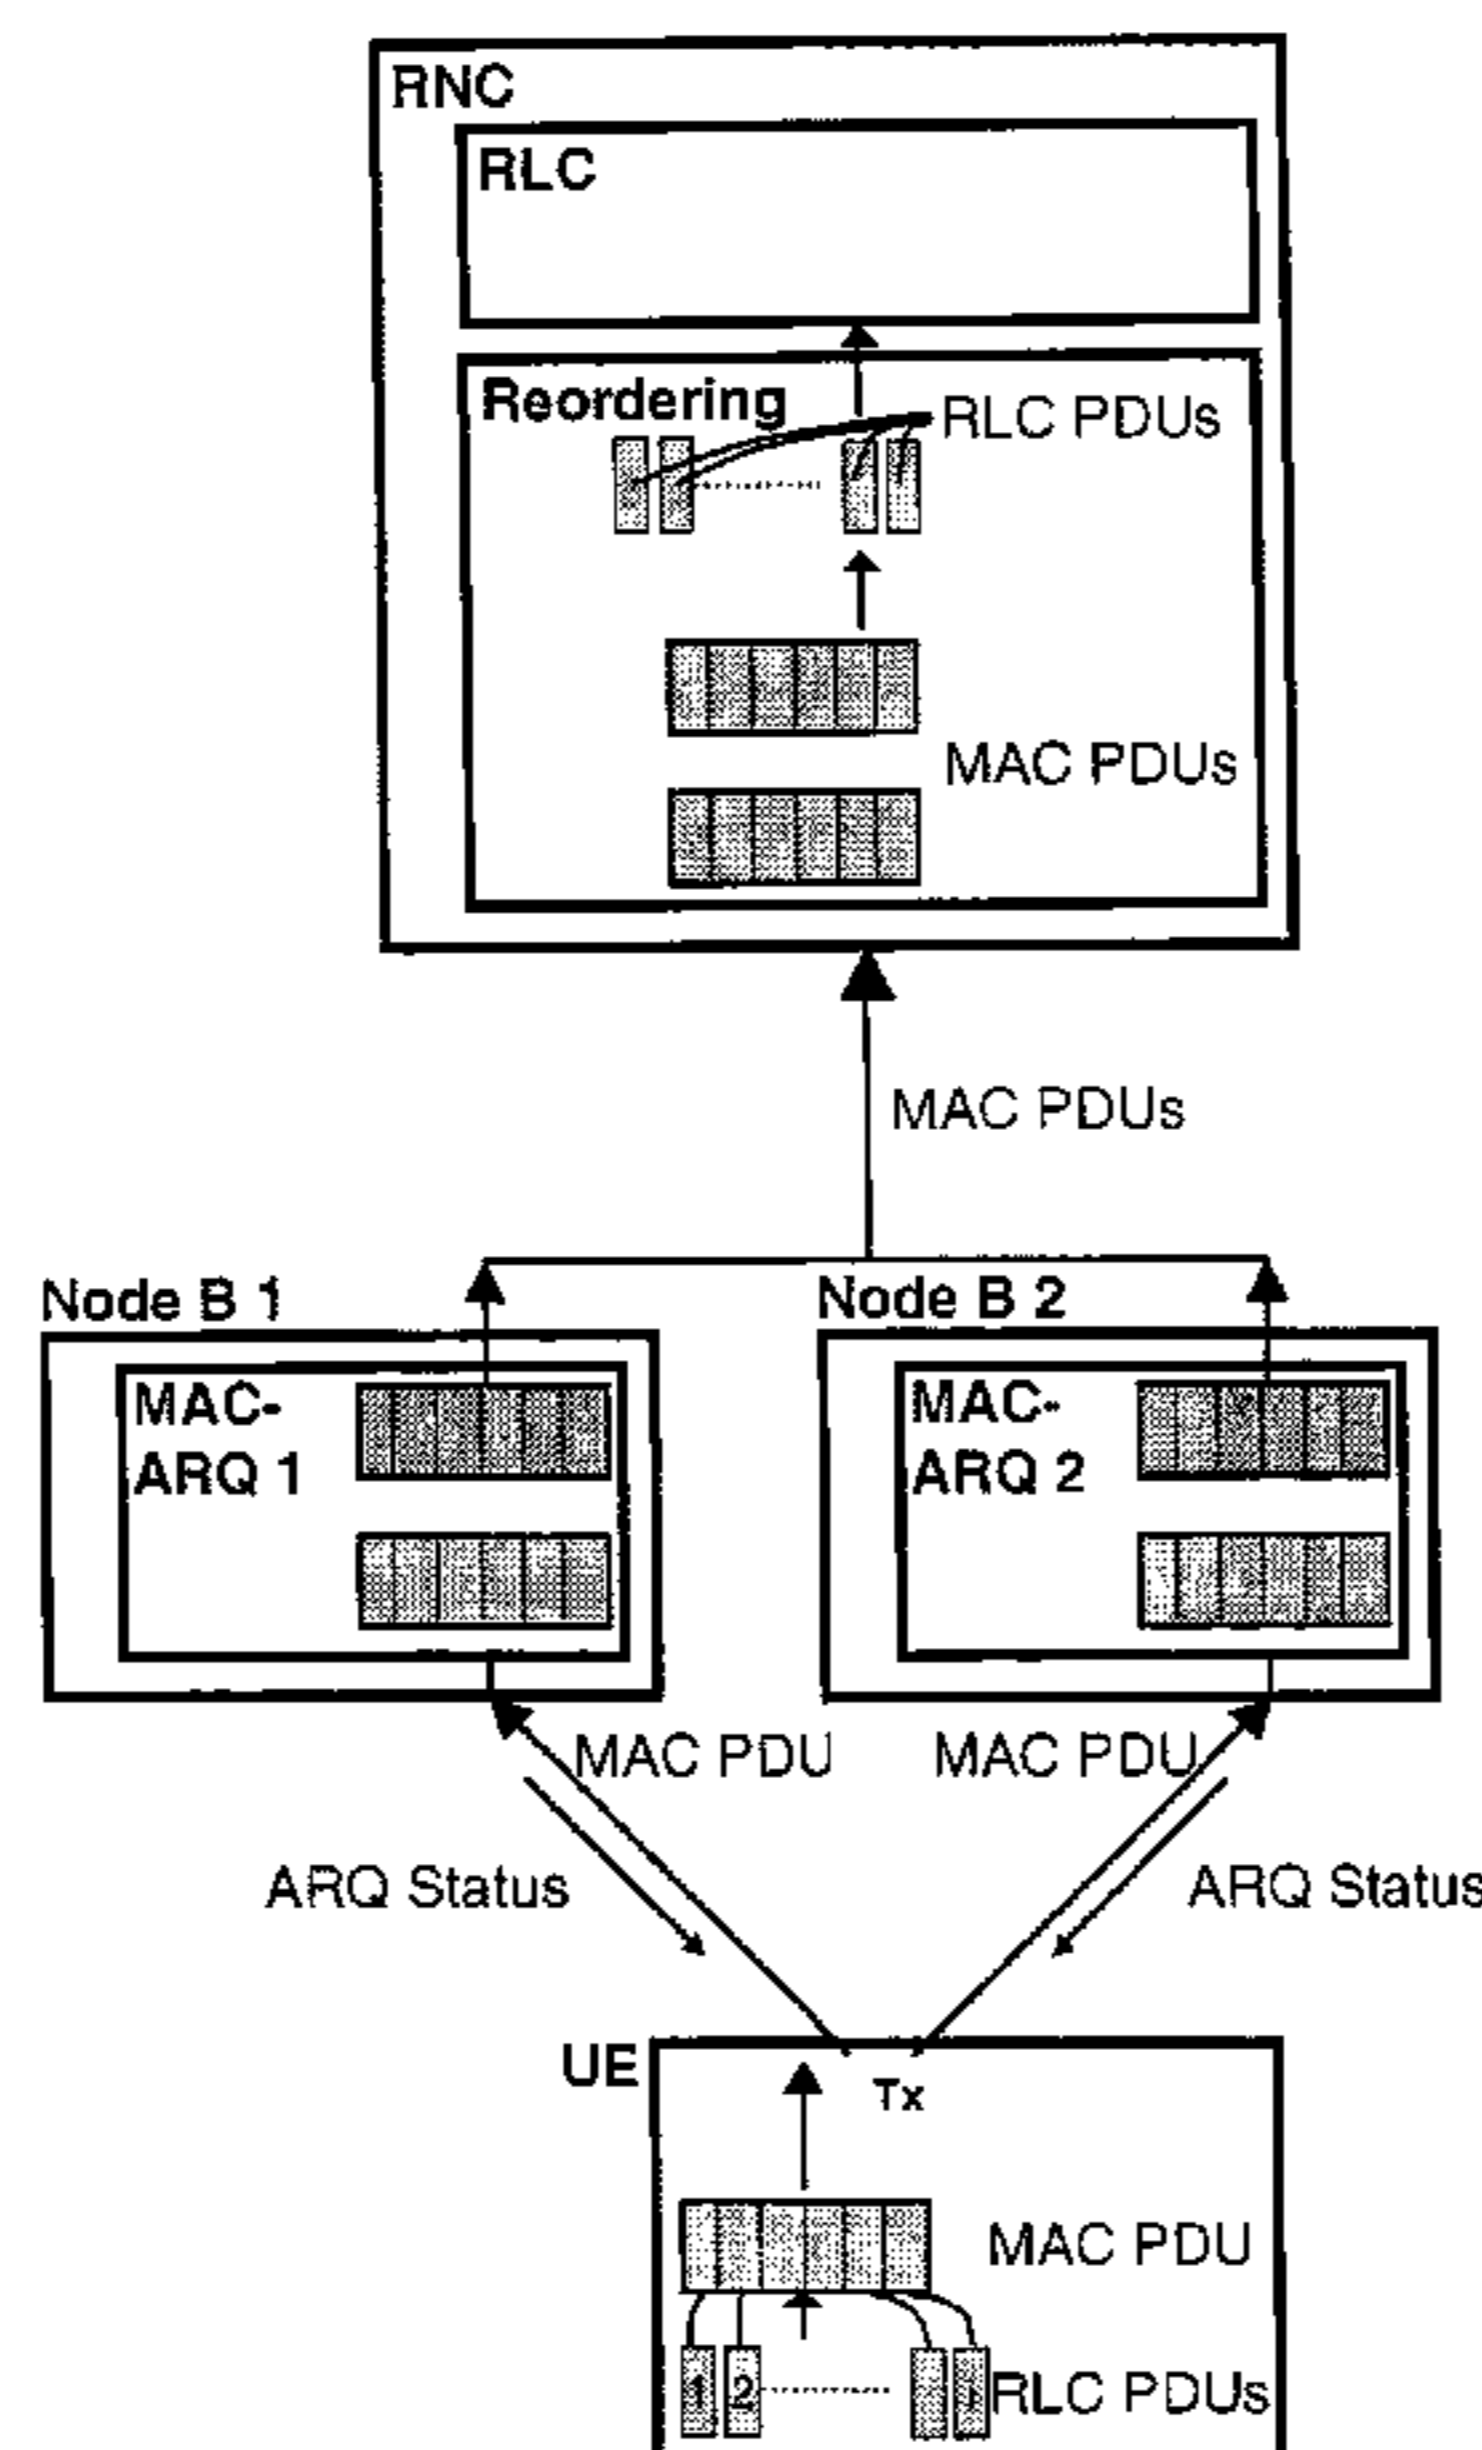 RNC
RLC
Reordering
RLC PDUs
MAC PDUs
MAC PDUs
Node B 1
Node B 2
MAC-
ARQ 1
MAC-
ARQ 2
MAC PDU
MAC PDU
ARQ Status
ARQ Status
UE
Tx
MAC PDU
1 2
RLC PDUs